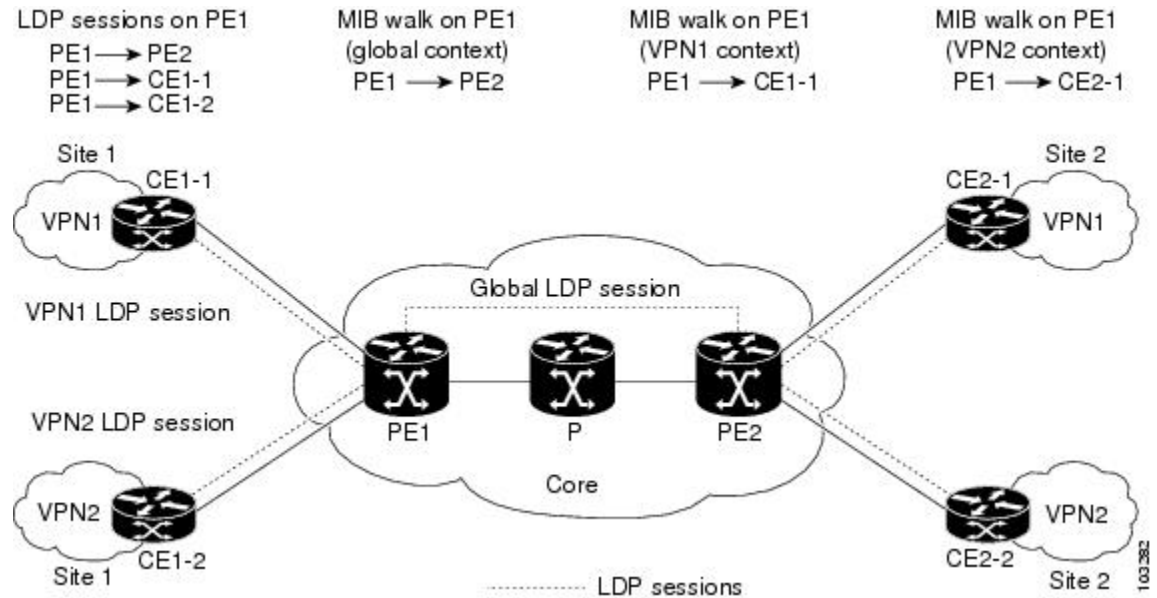 LDP sessions on PE1
PE1 → PE2
PE1 → CE1-1
PE1 → CE1-2
MIB walk on PE1
(global context)
PE1 → PE2
MIB walk on PE1
(VPN1 context)
PE1 → CE1-1
MIB walk on PE1
(VPN2 context)
PE1 → CE2-1
Site 1
CE1-1
VPN1
Site 2
CE2-1
VPN1
VPN1 LDP session
Global LDP session
VPN2 LDP session
PE1
P
PE2
Core
VPN2
CE1-2
Site 1
VPN2
CE2-2
Site 2
LDP sessions
103282